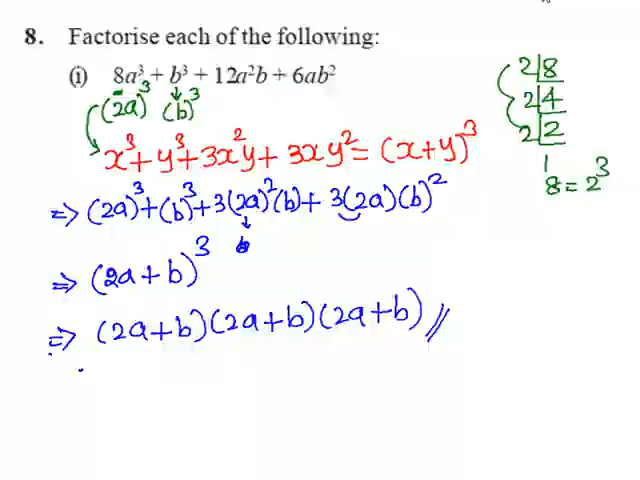 8. Factorise each of the following:
(i) 8a³ + b³ + 12a²b + 6ab²
(2a)³ (b)³
x³+y³+3x²y+3xy²=(x+y)³
=> (2a)³+(b)³+3(2a)²(b)+3(2a)(b)²
=> (2a+b)³
=> (2a+b)(2a+b)(2a+b)//
2|8
2|4
2|2
1
8=2³